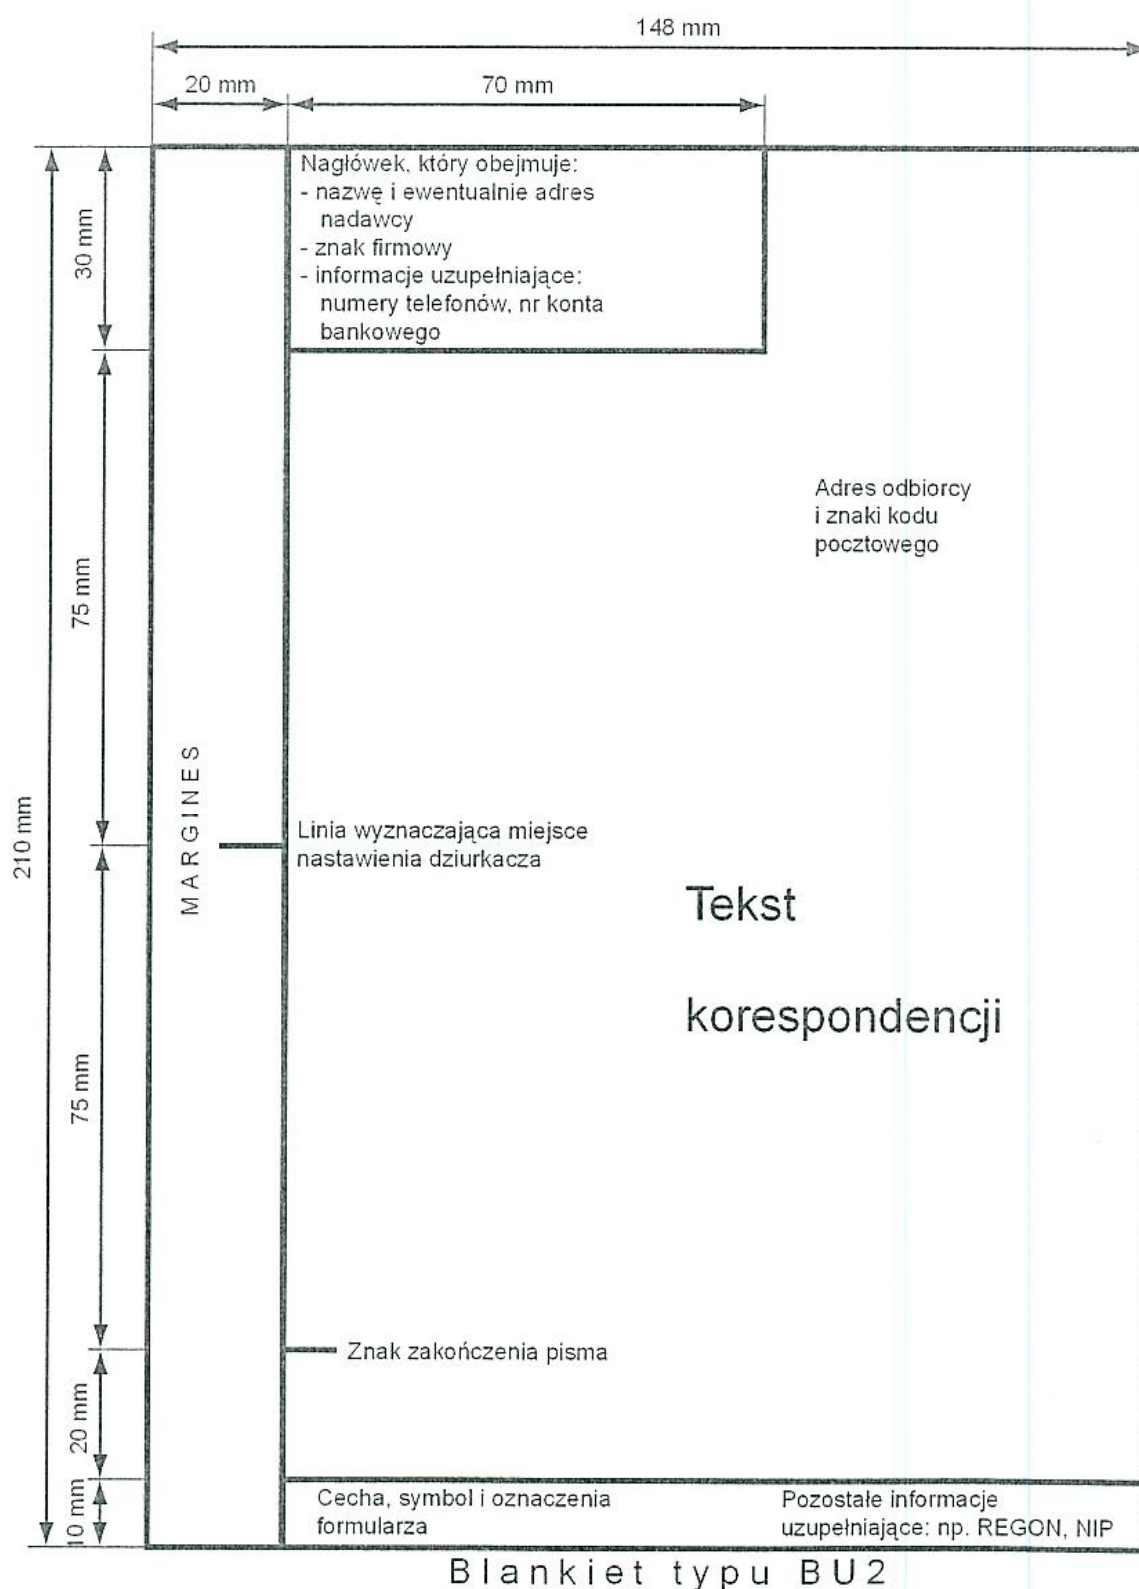 148 mm
20 mm
70 mm
Nagłówek, który obejmuje:
- nazwę i ewentualnie adres
nadawcy
- znak firmowy
- informacje uzupełniające:
numery telefonów, nr konta
bankowego
30 mm
Adres odbiorcy
i znaki kodu
pocztowego
75 mm
MARGINES
210 mm
Linia wyznaczająca miejsce
nastawienia dziurkacza
Tekst
korespondencji
75 mm
Znak zakończenia pisma
20 mm
10 mm
Cecha, symbol i oznaczenia
formularza
Pozostałe informacje
uzupełniające: np. REGON, NIP
Blankiet typu BU2